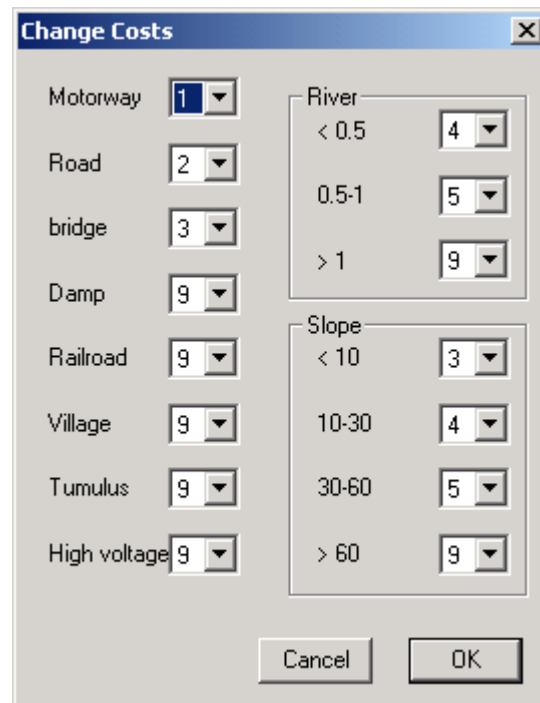 Change Costs
Motorway 1
Road 2
bridge 3
Damp 9
Railroad 9
Village 9
Tumulus 9
High voltage 9
River
< 0.5 4
0.5-1 5
> 1 9
Slope
< 10 3
10-30 4
30-60 5
> 60 9
Cancel OK